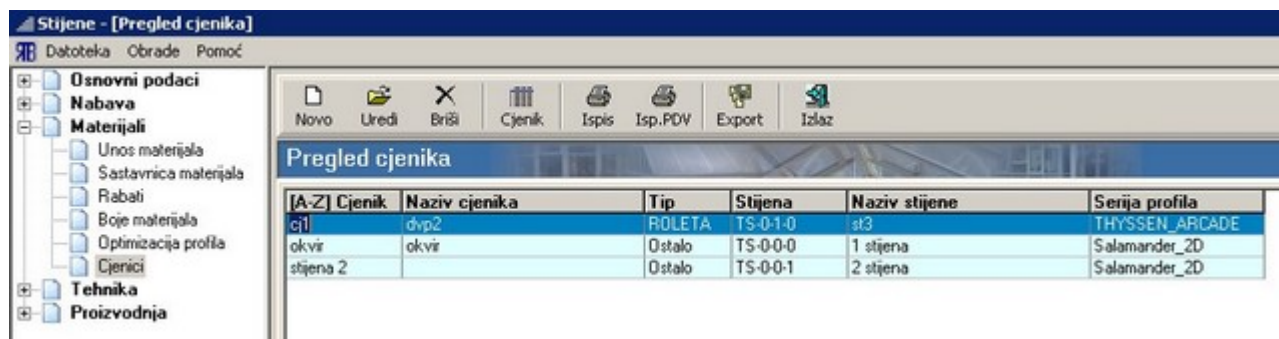 Stijene - [Pregled cjenika]
Datoteka Obrade Pomoć
Osnovni podaci
Nabava
Materijali
Unos materijala
Sastavnica materijala
Rabati
Boje materijala
Optimizacija profila
Cjenici
Tehnika
Proizvodnja
Novo Uredi Briši Cjenik Ispis Isp.PDV Export Izlaz
Pregled cjenika
[A-Z] Cjenik Naziv cjenika Tip Stijena Naziv stijene Serija profila
cj1 dvp2 ROLETA TS-0-1-0 st3 THYSSEN_ARCADE
okvir okvir Ostalo TS-0-0-0 1 stijena Salamander_2D
stijena 2 Ostalo TS-0-0-1 2 stijena Salamander_2D